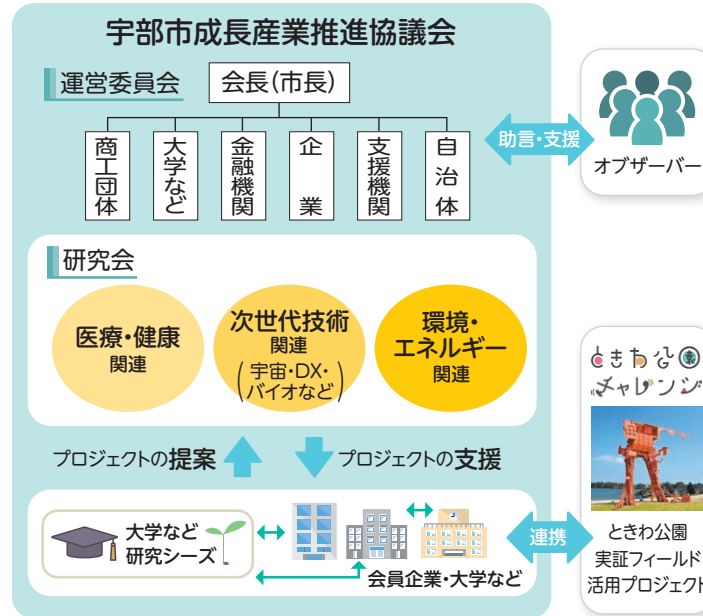 宇部市成長産業推進協議会
運営委員会
会長(市長)
商工団体
大学など
金融機関
企業
支援機関
自治体
助言・支援
オブザーバー
研究会
医療・健康
関連
次世代技術
関連
(宇宙・DX・
バイオなど)
環境・
エネルギー
関連
プロジェクトの提案
プロジェクトの支援
大学など
研究シーズ
会員企業・大学など
連携
ときわ公園
チャレンジ
ときわ公園
実証フィールド
活用プロジェクト